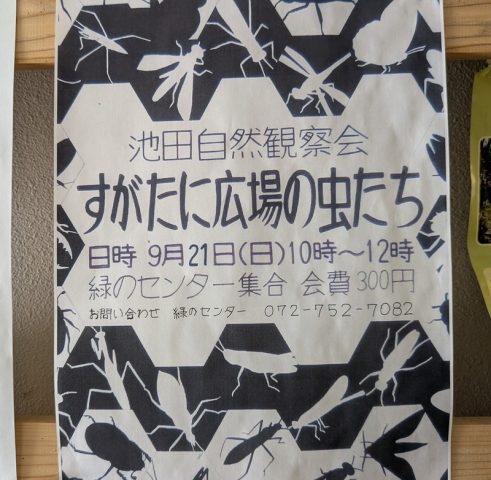 池田自然観察会
すがたに広場の虫たち
日時 9月21日(日)10時～12時
緑のセンター集合 会費300円
お問い合わせ 緑のセンター 072-752-7082